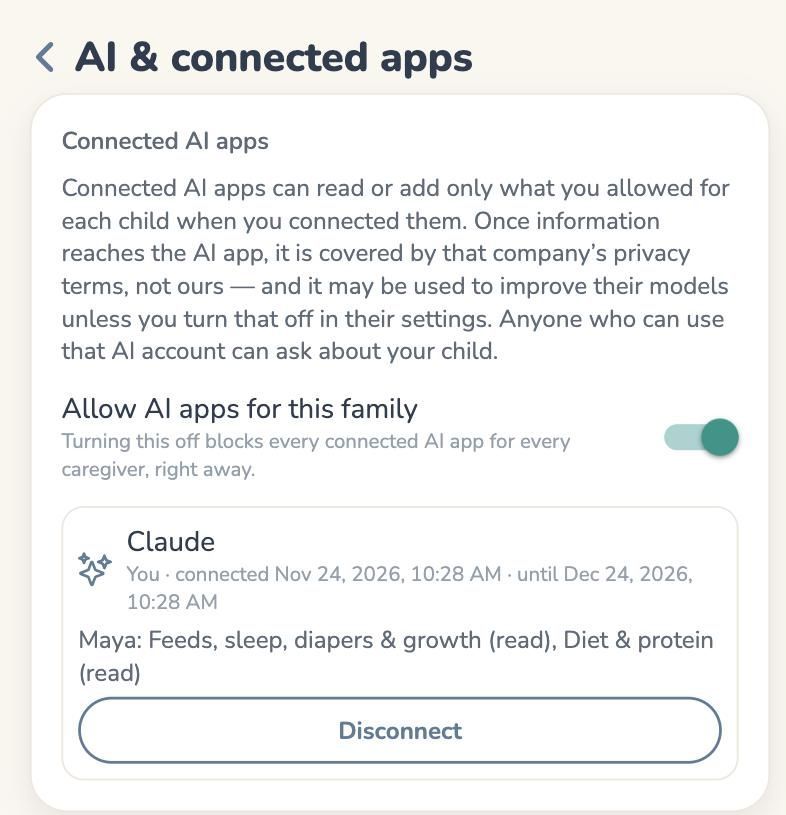 AI & connected apps
Connected AI apps
Connected AI apps can read or add only what you allowed for
each child when you connected them. Once information
reaches the AI app, it is covered by that company’s privacy
terms, not ours — and it may be used to improve their models
unless you turn that off in their settings. Anyone who can use
that AI account can ask about your child.
Allow AI apps for this family
Turning this off blocks every connected AI app for every
caregiver, right away.
Claude
You · connected Nov 24, 2026, 10:28 AM · until Dec 24, 2026,
10:28 AM
Maya: Feeds, sleep, diapers & growth (read), Diet & protein
(read)
Disconnect